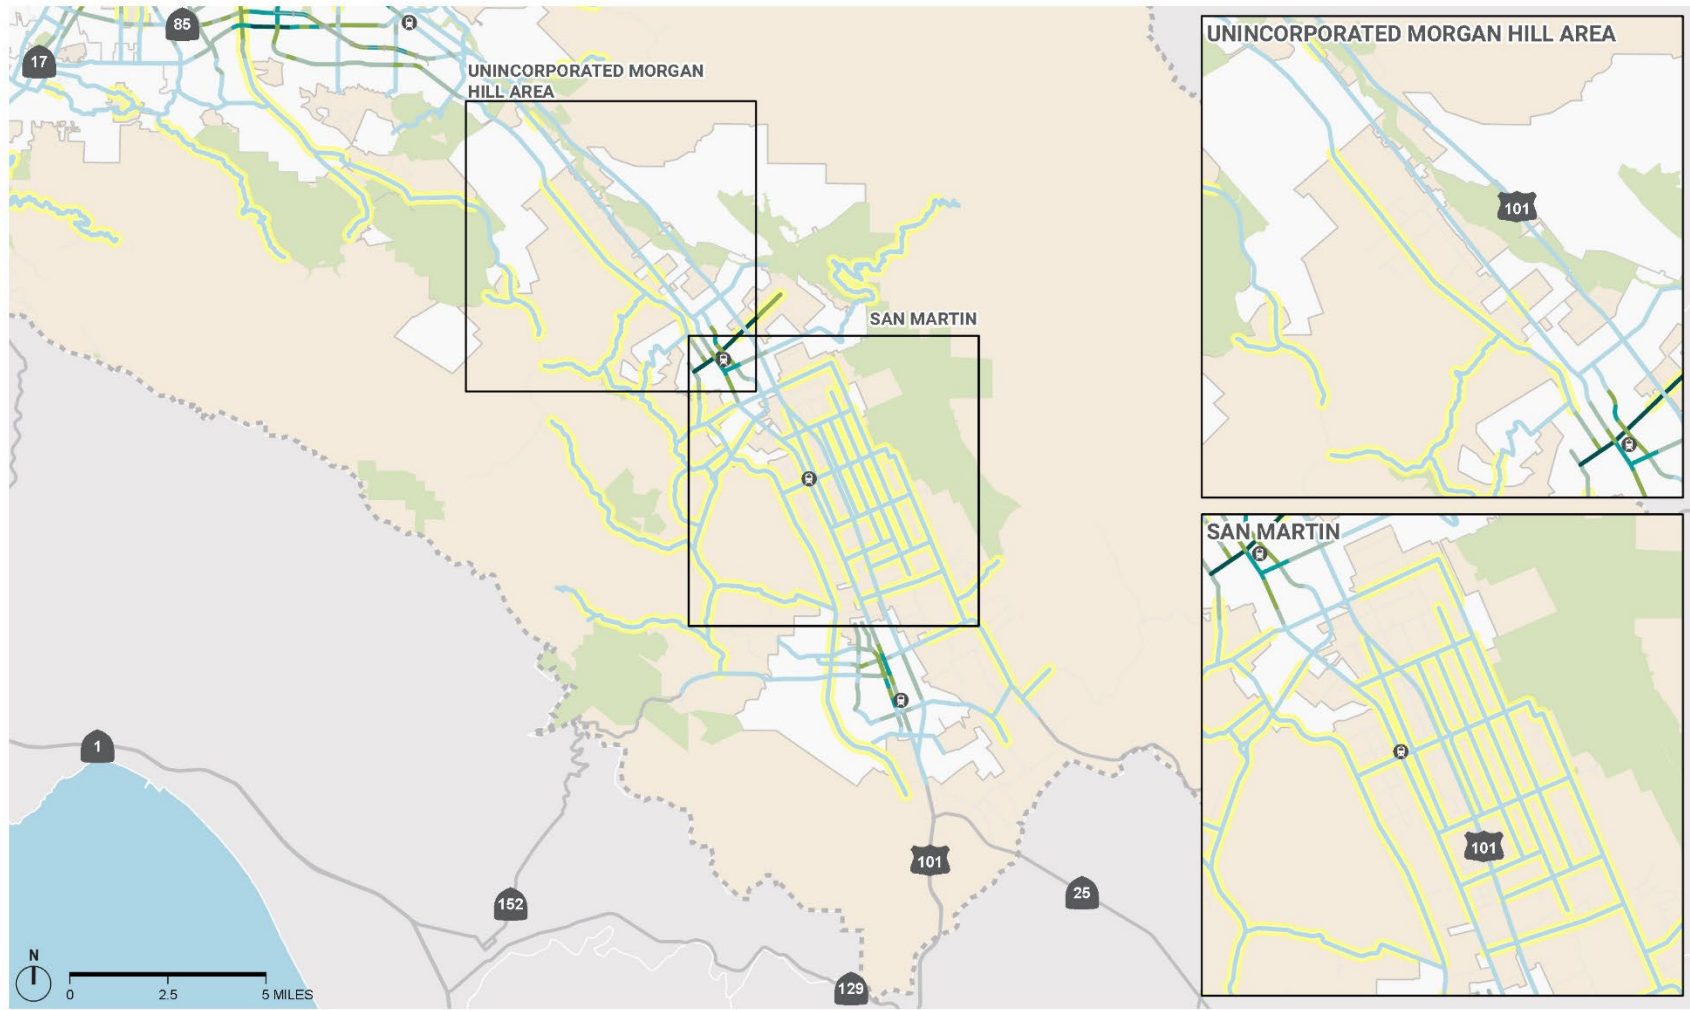 85
17
UNINCORPORATED MORGAN
HILL AREA
SAN MARTIN
1
152
101
25
129
N
0 2.5 5 MILES
UNINCORPORATED MORGAN HILL AREA
101
SAN MARTIN
101